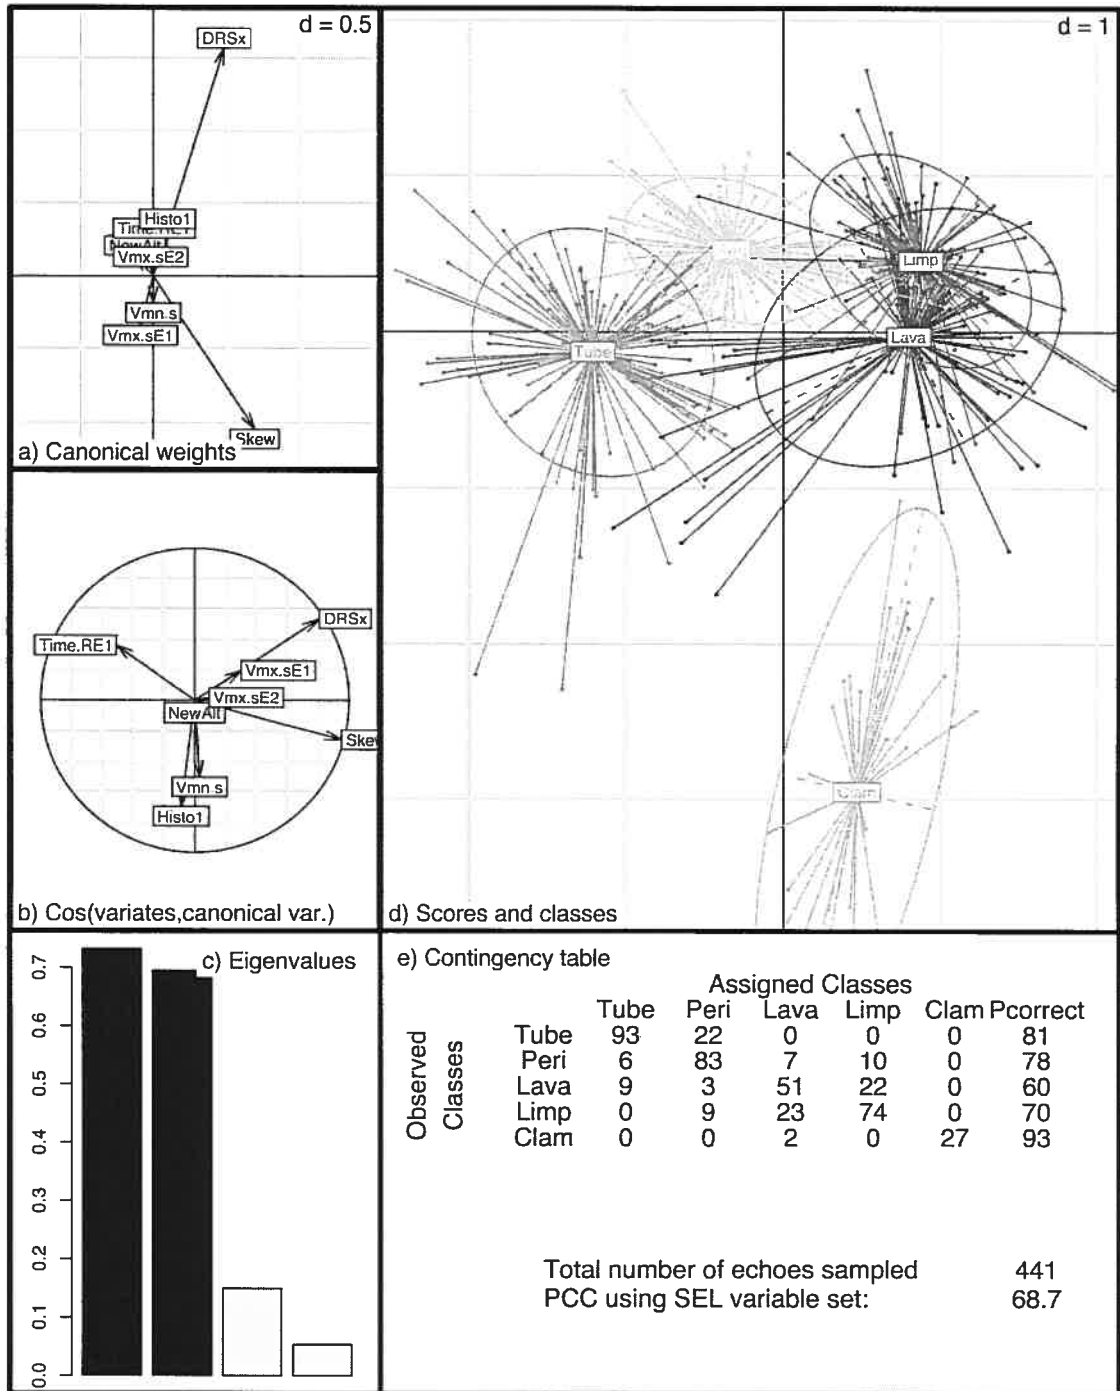 d = 0.5
DRSx
Histo1
Time.RE1
NewAlt
Vmx.sE2
Vmn.s
Vmx.sE1
Skew
a) Canonical weights
DRSx
Time.RE1
Vmx.sE1
Vmx.sE2
NewAlt
Skew
Vmn.s
Histo1
b) Cos(variates,canonical var.)
c) Eigenvalues
0.7
0.6
0.5
0.4
0.3
0.2
0.1
0.0
d = 1
Limp
Lava
Tube
Clam
d) Scores and classes
e) Contingency table
Assigned Classes
Tube Peri Lava Limp Clam Pcorrect
Observed Classes
Tube 93 22 0 0 0 81
Peri 6 83 7 10 0 78
Lava 9 3 51 22 0 60
Limp 0 9 23 74 0 70
Clam 0 0 2 0 27 93
Total number of echoes sampled 441
PCC using SEL variable set: 68.7